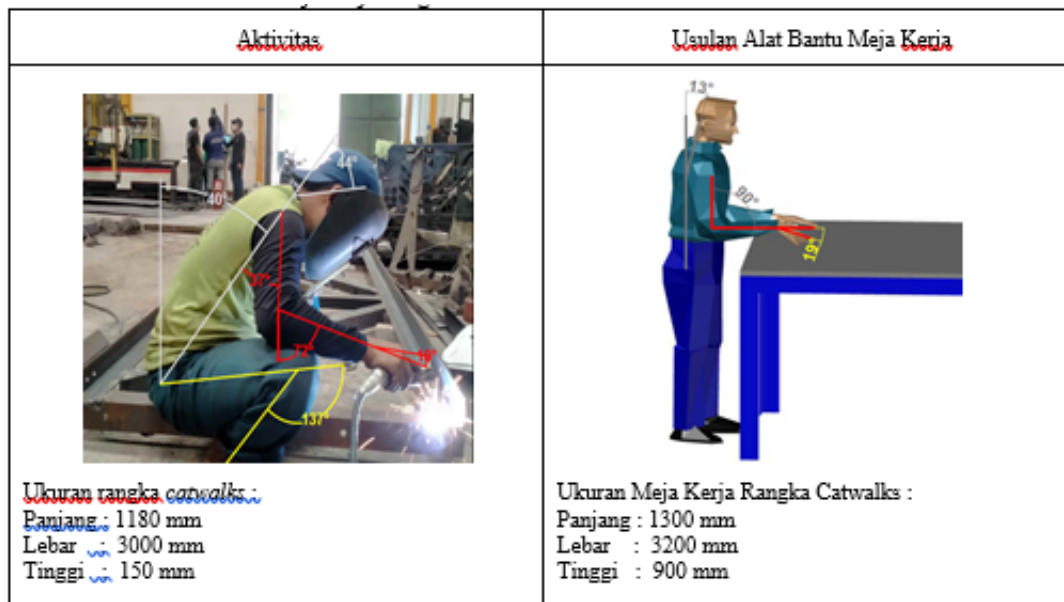 Aktivitas
Usulan Alat Bantu Meja Kerja
44°
40°
37°
72°
19°
137°
13°
90°
19°
Ukuran rangka catwalks :
Panjang : 1180 mm
Lebar : 3000 mm
Tinggi : 150 mm
Ukuran Meja Kerja Rangka Catwalks :
Panjang : 1300 mm
Lebar : 3200 mm
Tinggi : 900 mm